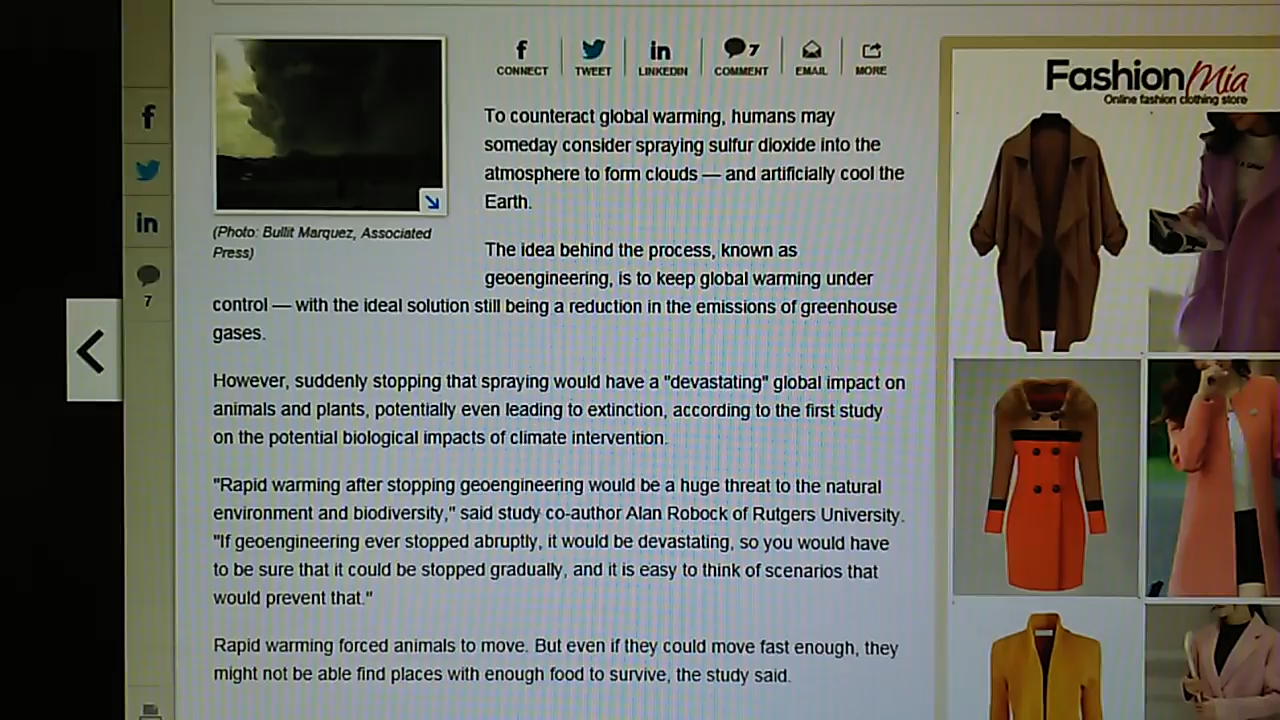 CONNECT
TWEET
LINKEDIN
7
COMMENT
EMAIL
MORE
(Photo: Bullit Marquez, Associated
Press)
7
To counteract global warming, humans may
someday consider spraying sulfur dioxide into the
atmosphere to form clouds — and artificially cool the
Earth.
The idea behind the process, known as
geoengineering, is to keep global warming under
control — with the ideal solution still being a reduction in the emissions of greenhouse
gases.
However, suddenly stopping that spraying would have a "devastating" global impact on
animals and plants, potentially even leading to extinction, according to the first study
on the potential biological impacts of climate intervention.
"Rapid warming after stopping geoengineering would be a huge threat to the natural
environment and biodiversity," said study co-author Alan Robock of Rutgers University.
"If geoengineering ever stopped abruptly, it would be devastating, so you would have
to be sure that it could be stopped gradually, and it is easy to think of scenarios that
would prevent that."
Rapid warming forced animals to move. But even if they could move fast enough, they
might not be able find places with enough food to survive, the study said.
FashionMia
Online fashion clothing store